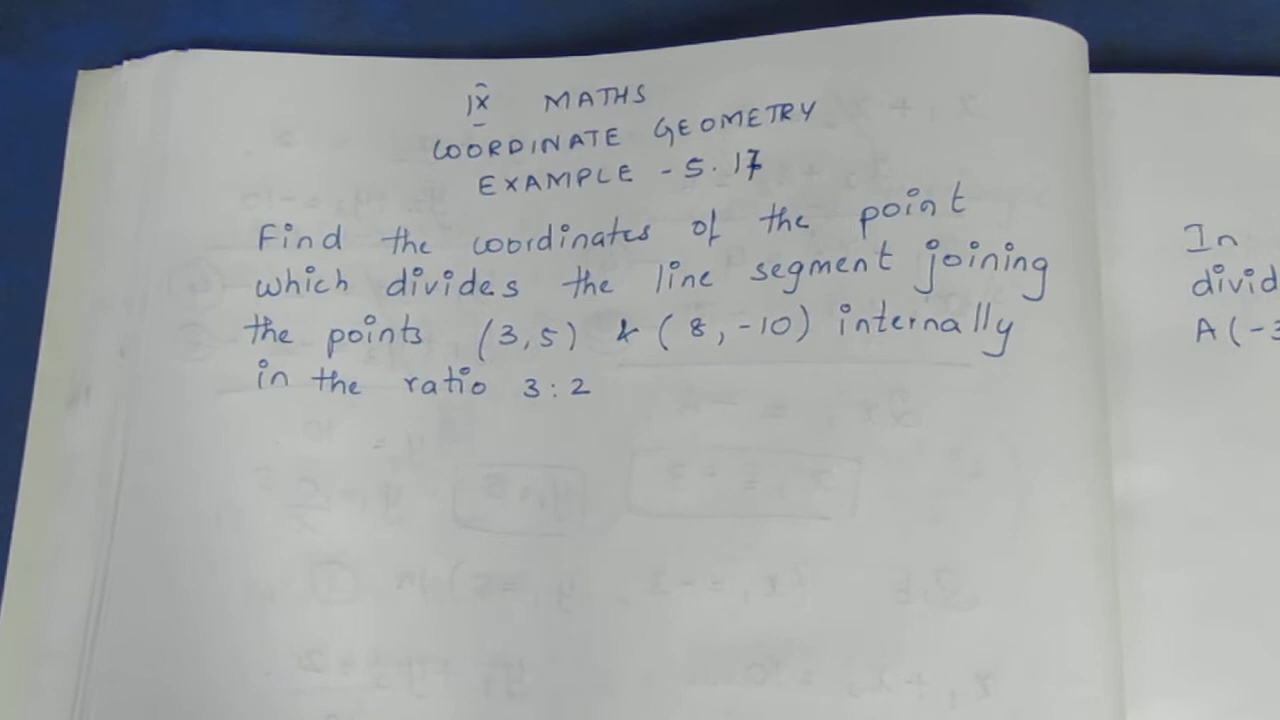 IX MATHS
COORDINATE GEOMETRY
EXAMPLE - 5.17
Find the coordinates of the point
which divides the line segment joining
the points (3,5) & (8,-10) internally
in the ratio 3:2
In
divid
A(-3